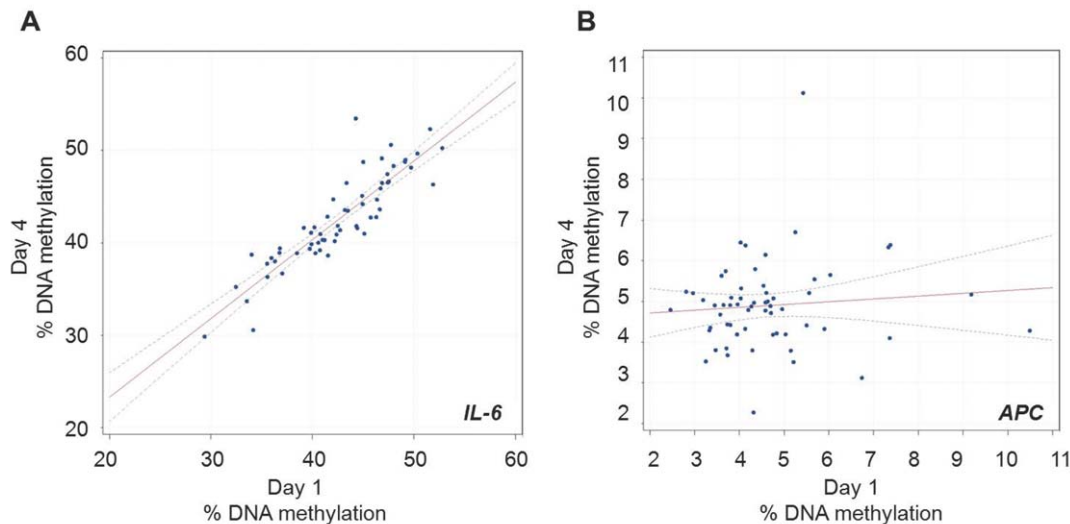 A
60
50
40
30
20
Day 4
% DNA methylation
IL-6
20 30 40 50 60
Day 1
% DNA methylation
B
11
10
9
8
7
6
5
4
3
2
Day 4
% DNA methylation
APC
2 3 4 5 6 7 8 9 10 11
Day 1
% DNA methylation